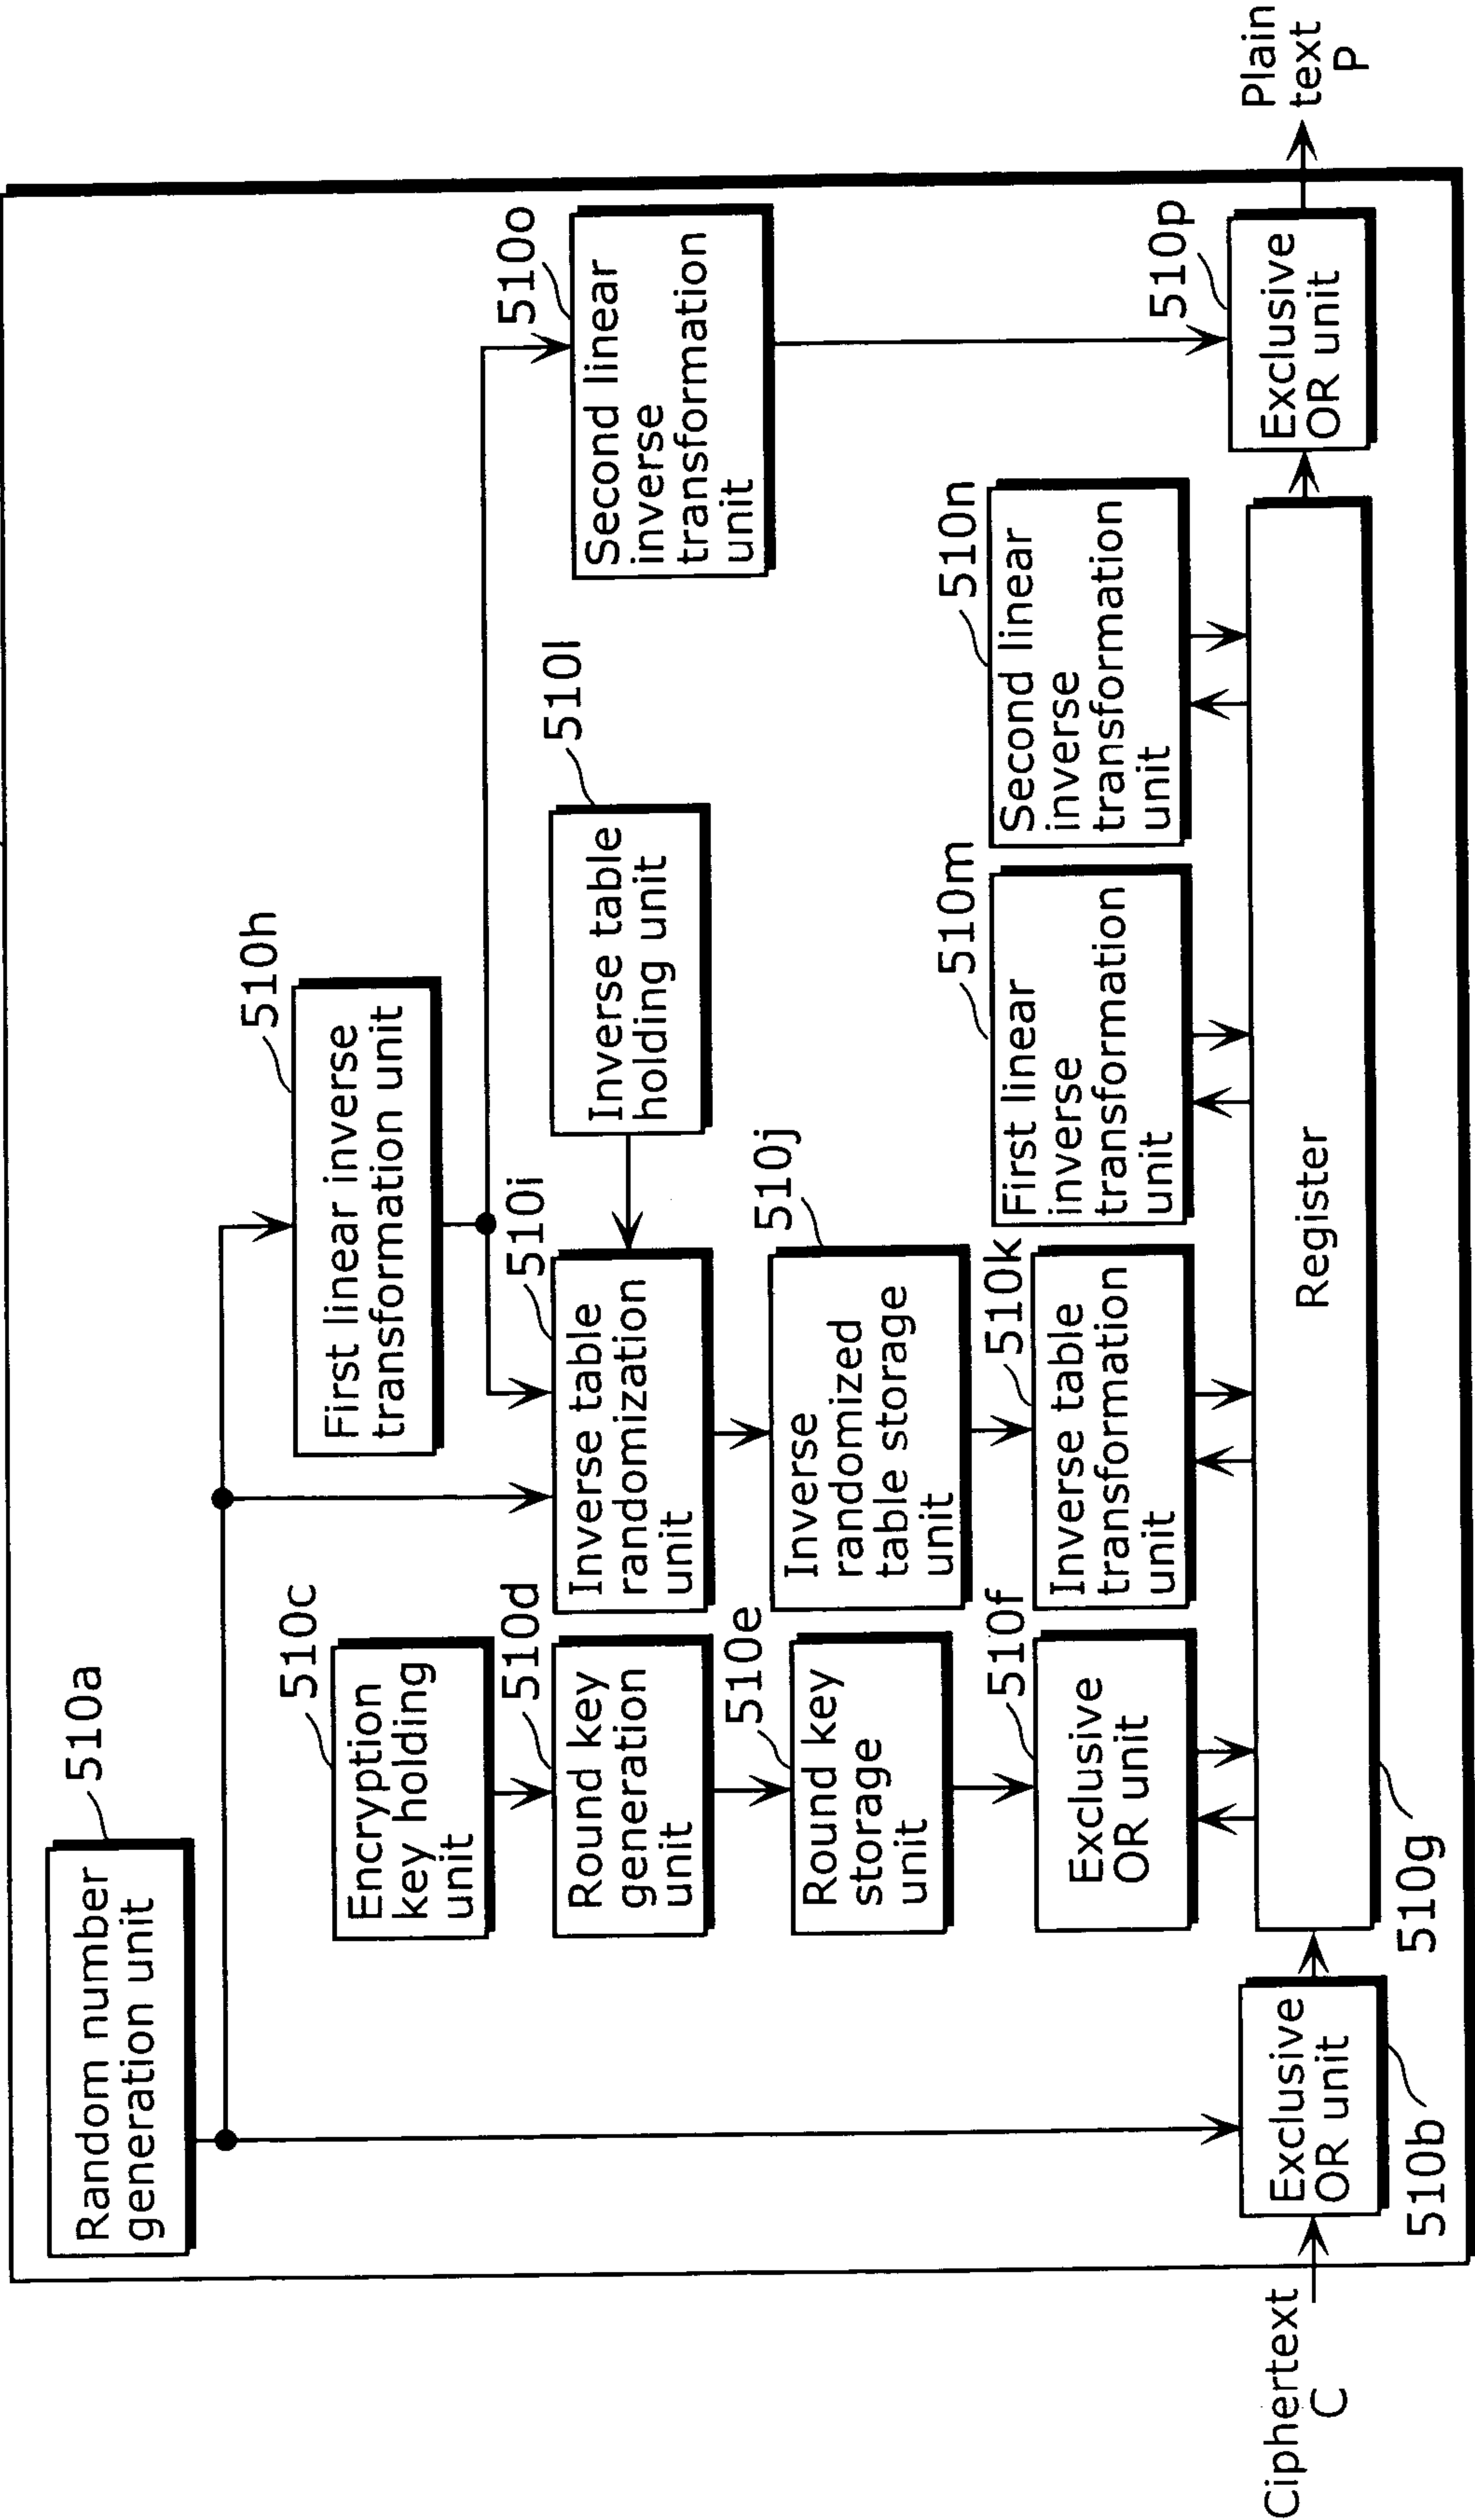 510a
Random number
generation unit
510h
First linear inverse
transformation unit
510c
Encryption
key holding
unit
510d
Round key
generation
unit
510i
Inverse table
randomization
unit
510l
Inverse table
holding unit
510o
Second linear
inverse
transformation
unit
510e
Round key
storage
unit
510j
Inverse
randomized
table storage
unit
510f
Exclusive
OR unit
510k
Inverse table
transformation
unit
510m
First linear
inverse
transformation
unit
510n
Second linear
inverse
transformation
unit
510p
Exclusive
OR unit
Plain
text
P
Ciphertext
C
Exclusive
OR unit
510b
Register
510g